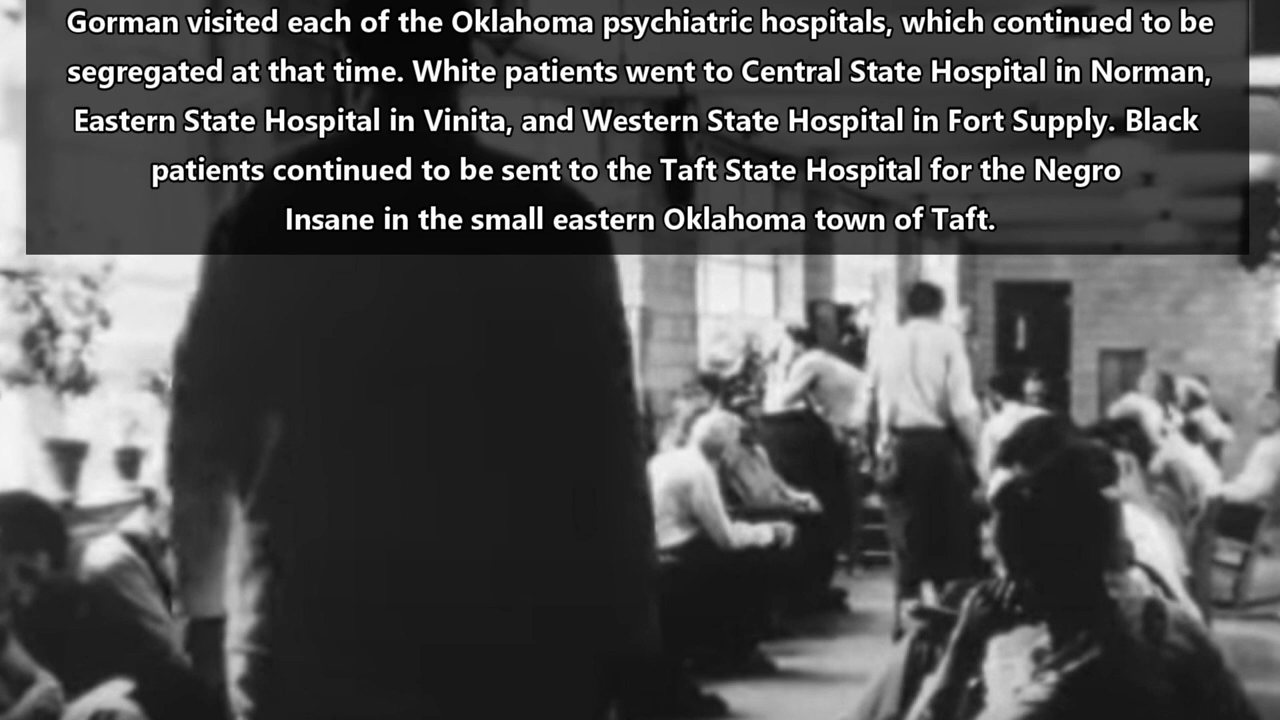 Gorman visited each of the Oklahoma psychiatric hospitals, which continued to be
segregated at that time. White patients went to Central State Hospital in Norman,
Eastern State Hospital in Vinita, and Western State Hospital in Fort Supply. Black
patients continued to be sent to the Taft State Hospital for the Negro
Insane in the small eastern Oklahoma town of Taft.